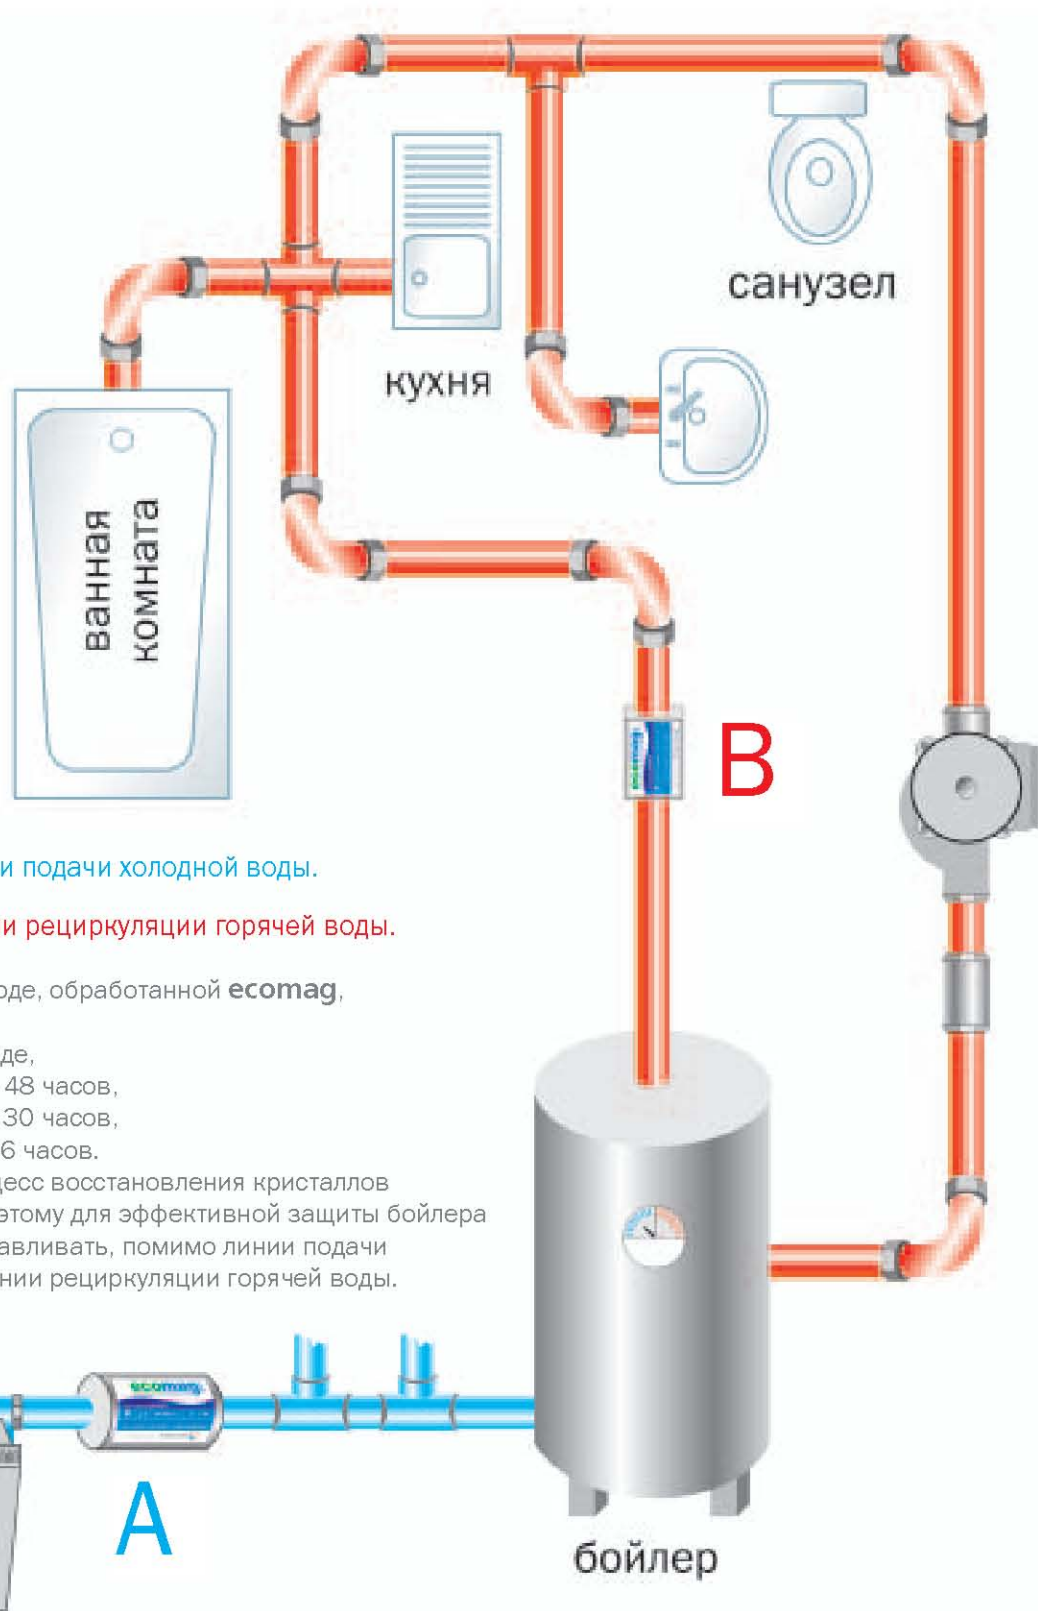 санузел
кухня
ванная
комната
ecomag
B
и подачи холодной воды.
и рециркуляции горячей воды.
оде, обработанной ecomag,
де,
48 часов,
30 часов,
6 часов.
цесс восстановления кристаллов
этому для эффективной защиты бойлера
авливать, помимо линии подачи
нии рециркуляции горячей воды.
ecomag
A
бойлер